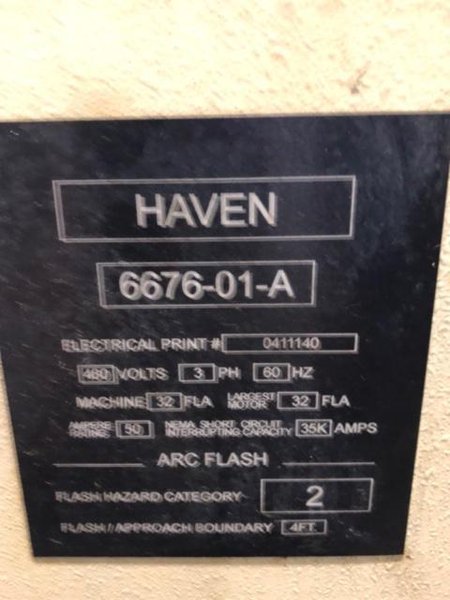 HAVEN
6676-01-A
ELECTRICAL PRINT # 0411140
480 VOLTS 3 PH 60 HZ
MACHINE 32 FLA LARGEST MOTOR 32 FLA
AMPERE RATING 50 NEMA SHORT CIRCUIT INTERRUPTING CAPACITY 35K AMPS
ARC FLASH
FLASH HAZARD CATEGORY 2
FLASH / APPROACH BOUNDARY 4FT.